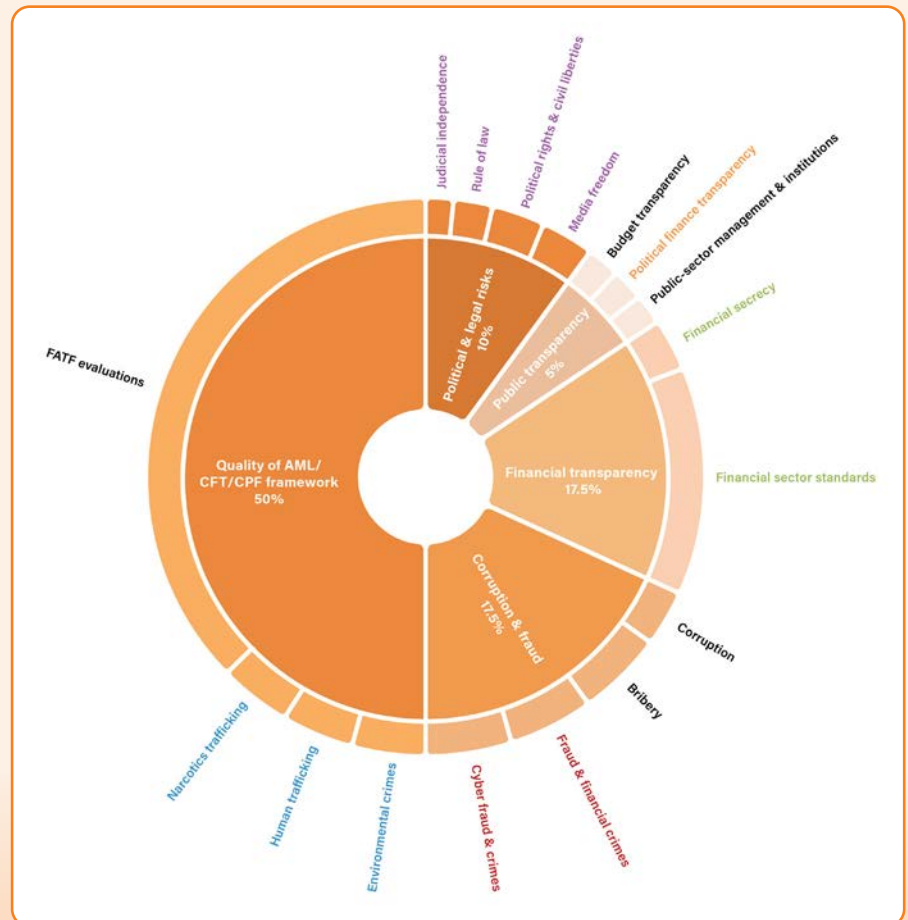 Judicial independence
Rule of law
Political rights & civil liberties
Media freedom
Budget transparency
Political finance transparency
Public-sector management & institutions
Financial secrecy
Financial sector standards
Corruption
Bribery
Fraud & financial crimes
Cyber fraud & crimes
Environmental crimes
Human trafficking
Narcotics trafficking
FATF evaluations
Political & legal risks
10%
Public transparency
5%
Financial transparency
17.5%
Corruption & fraud
17.5%
Quality of AML/
CFT/CPF framework
50%